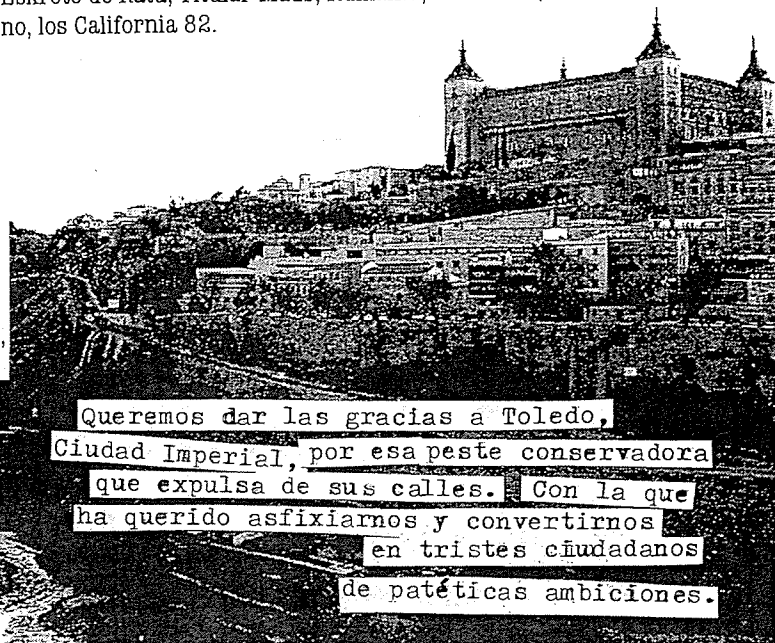 no, los California 82.
,
Queremos dar las gracias a Toledo,
Ciudad Imperial, por esa peste conservadora
que expulsa de sus calles. Con la que
ha querido asfixiarnos y convertirnos
en tristes ciudadanos
de patéticas ambiciones.